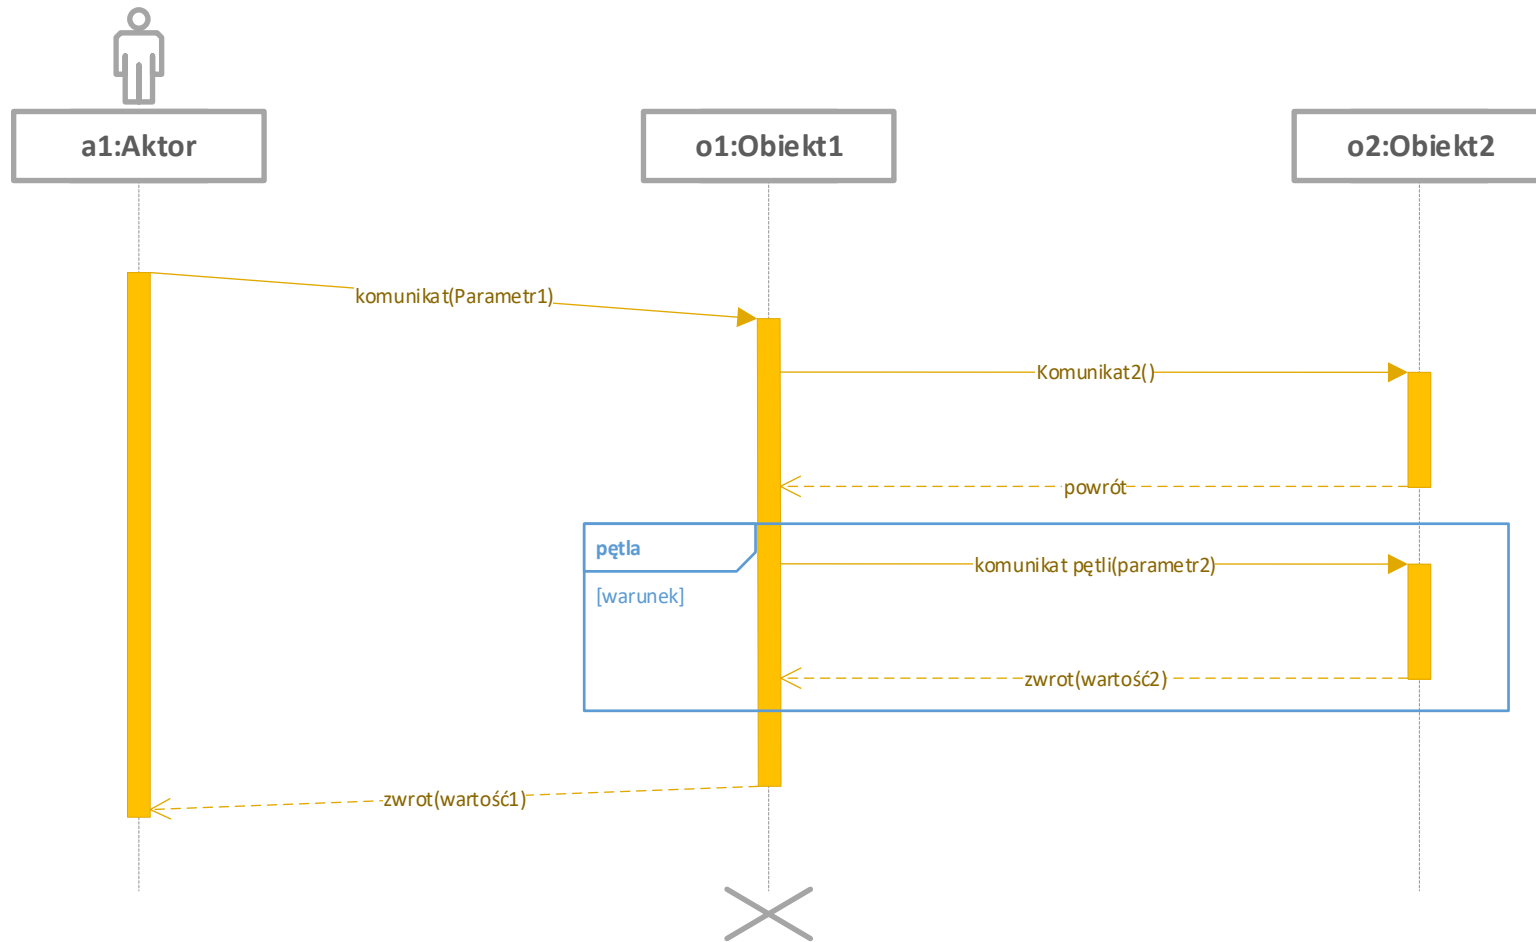 a1:Aktor
o1:Obiekt1
o2:Obiekt2
komunikat(Parametr1)
Komunikat2()
powrót
pętla
komunikat pętli(parametr2)
[warunek]
zwrot(wartość2)
zwrot(wartość1)